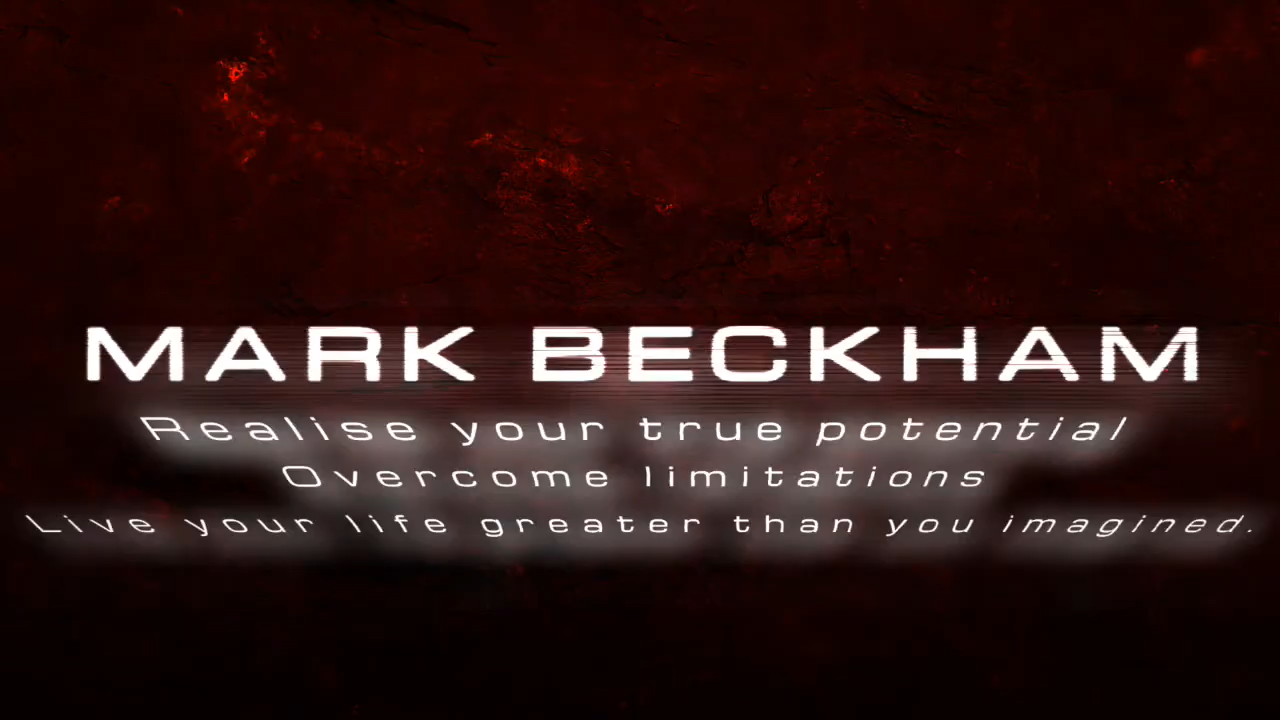 MARK BECKHAM
Realise your true potential
Overcome limitations
Live your life greater than you imagined.